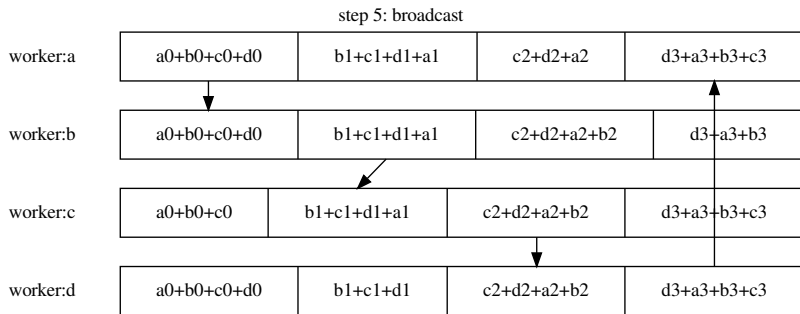 step 5: broadcast
worker:a a0+b0+c0+d0 b1+c1+d1+a1 c2+d2+a2 d3+a3+b3+c3
worker:b a0+b0+c0+d0 b1+c1+d1+a1 c2+d2+a2+b2 d3+a3+b3
worker:c a0+b0+c0 b1+c1+d1+a1 c2+d2+a2+b2 d3+a3+b3+c3
worker:d a0+b0+c0+d0 b1+c1+d1 c2+d2+a2+b2 d3+a3+b3+c3